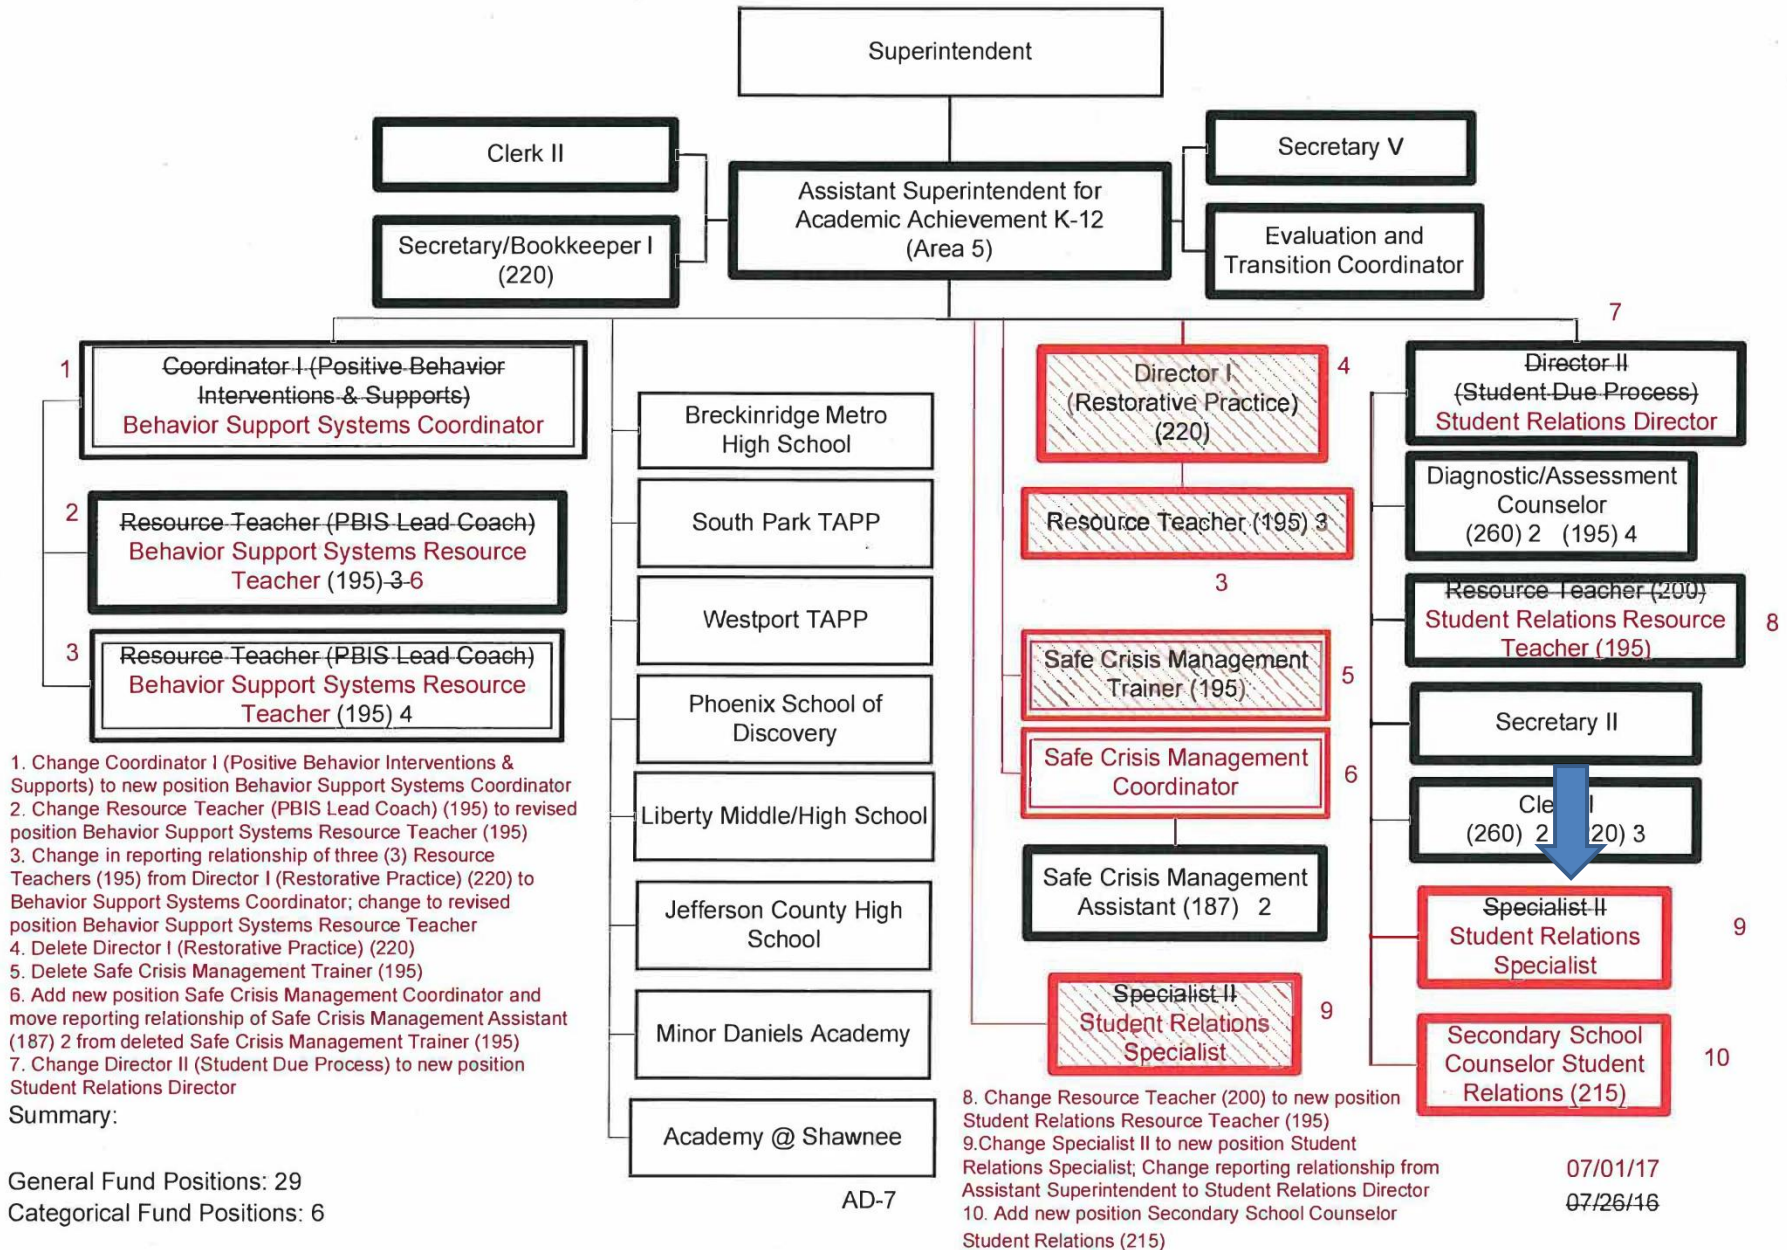 Superintendent
Clerk II
Secretary V
Assistant Superintendent for
Academic Achievement K-12
(Area 5)
Secretary/Bookkeeper I
(220)
Evaluation and
Transition Coordinator
7
1
Coordinator I (Positive Behavior
Interventions & Supports)
Behavior Support Systems Coordinator
2
Resource Teacher (PBIS Lead Coach)
Behavior Support Systems Resource
Teacher (195) 3 6
3
Resource Teacher (PBIS Lead Coach)
Behavior Support Systems Resource
Teacher (195) 4
Breckinridge Metro
High School
South Park TAPP
Westport TAPP
Phoenix School of
Discovery
Liberty Middle/High School
Jefferson County High
School
Minor Daniels Academy
Academy @ Shawnee
Director I
(Restorative Practice)
(220)
4
Resource Teacher (195) 3
3
Safe Crisis Management
Trainer (195)
5
Safe Crisis Management
Coordinator
6
Safe Crisis Management
Assistant (187) 2
Specialist II
Student Relations
Specialist
9
Director II
(Student Due Process)
Student Relations Director
Diagnostic/Assessment
Counselor
(260) 2 (195) 4
Resource Teacher (200)
Student Relations Resource
Teacher (195)
8
Secretary II
(260) 2 20) 3
Specialist II
Student Relations
Specialist
9
Secondary School
Counselor Student
Relations (215)
10
1. Change Coordinator I (Positive Behavior Interventions &
Supports) to new position Behavior Support Systems Coordinator
2. Change Resource Teacher (PBIS Lead Coach) (195) to revised
position Behavior Support Systems Resource Teacher (195)
3. Change in reporting relationship of three (3) Resource
Teachers (195) from Director I (Restorative Practice) (220) to
Behavior Support Systems Coordinator; change to revised
position Behavior Support Systems Resource Teacher
4. Delete Director I (Restorative Practice) (220)
5. Delete Safe Crisis Management Trainer (195)
6. Add new position Safe Crisis Management Coordinator and
move reporting relationship of Safe Crisis Management Assistant
(187) 2 from deleted Safe Crisis Management Trainer (195)
7. Change Director II (Student Due Process) to new position
Student Relations Director
Summary:
General Fund Positions: 29
Categorical Fund Positions: 6
AD-7
8. Change Resource Teacher (200) to new position
Student Relations Resource Teacher (195)
9.Change Specialist II to new position Student
Relations Specialist; Change reporting relationship from
Assistant Superintendent to Student Relations Director
10. Add new position Secondary School Counselor
Student Relations (215)
07/01/17
07/26/16